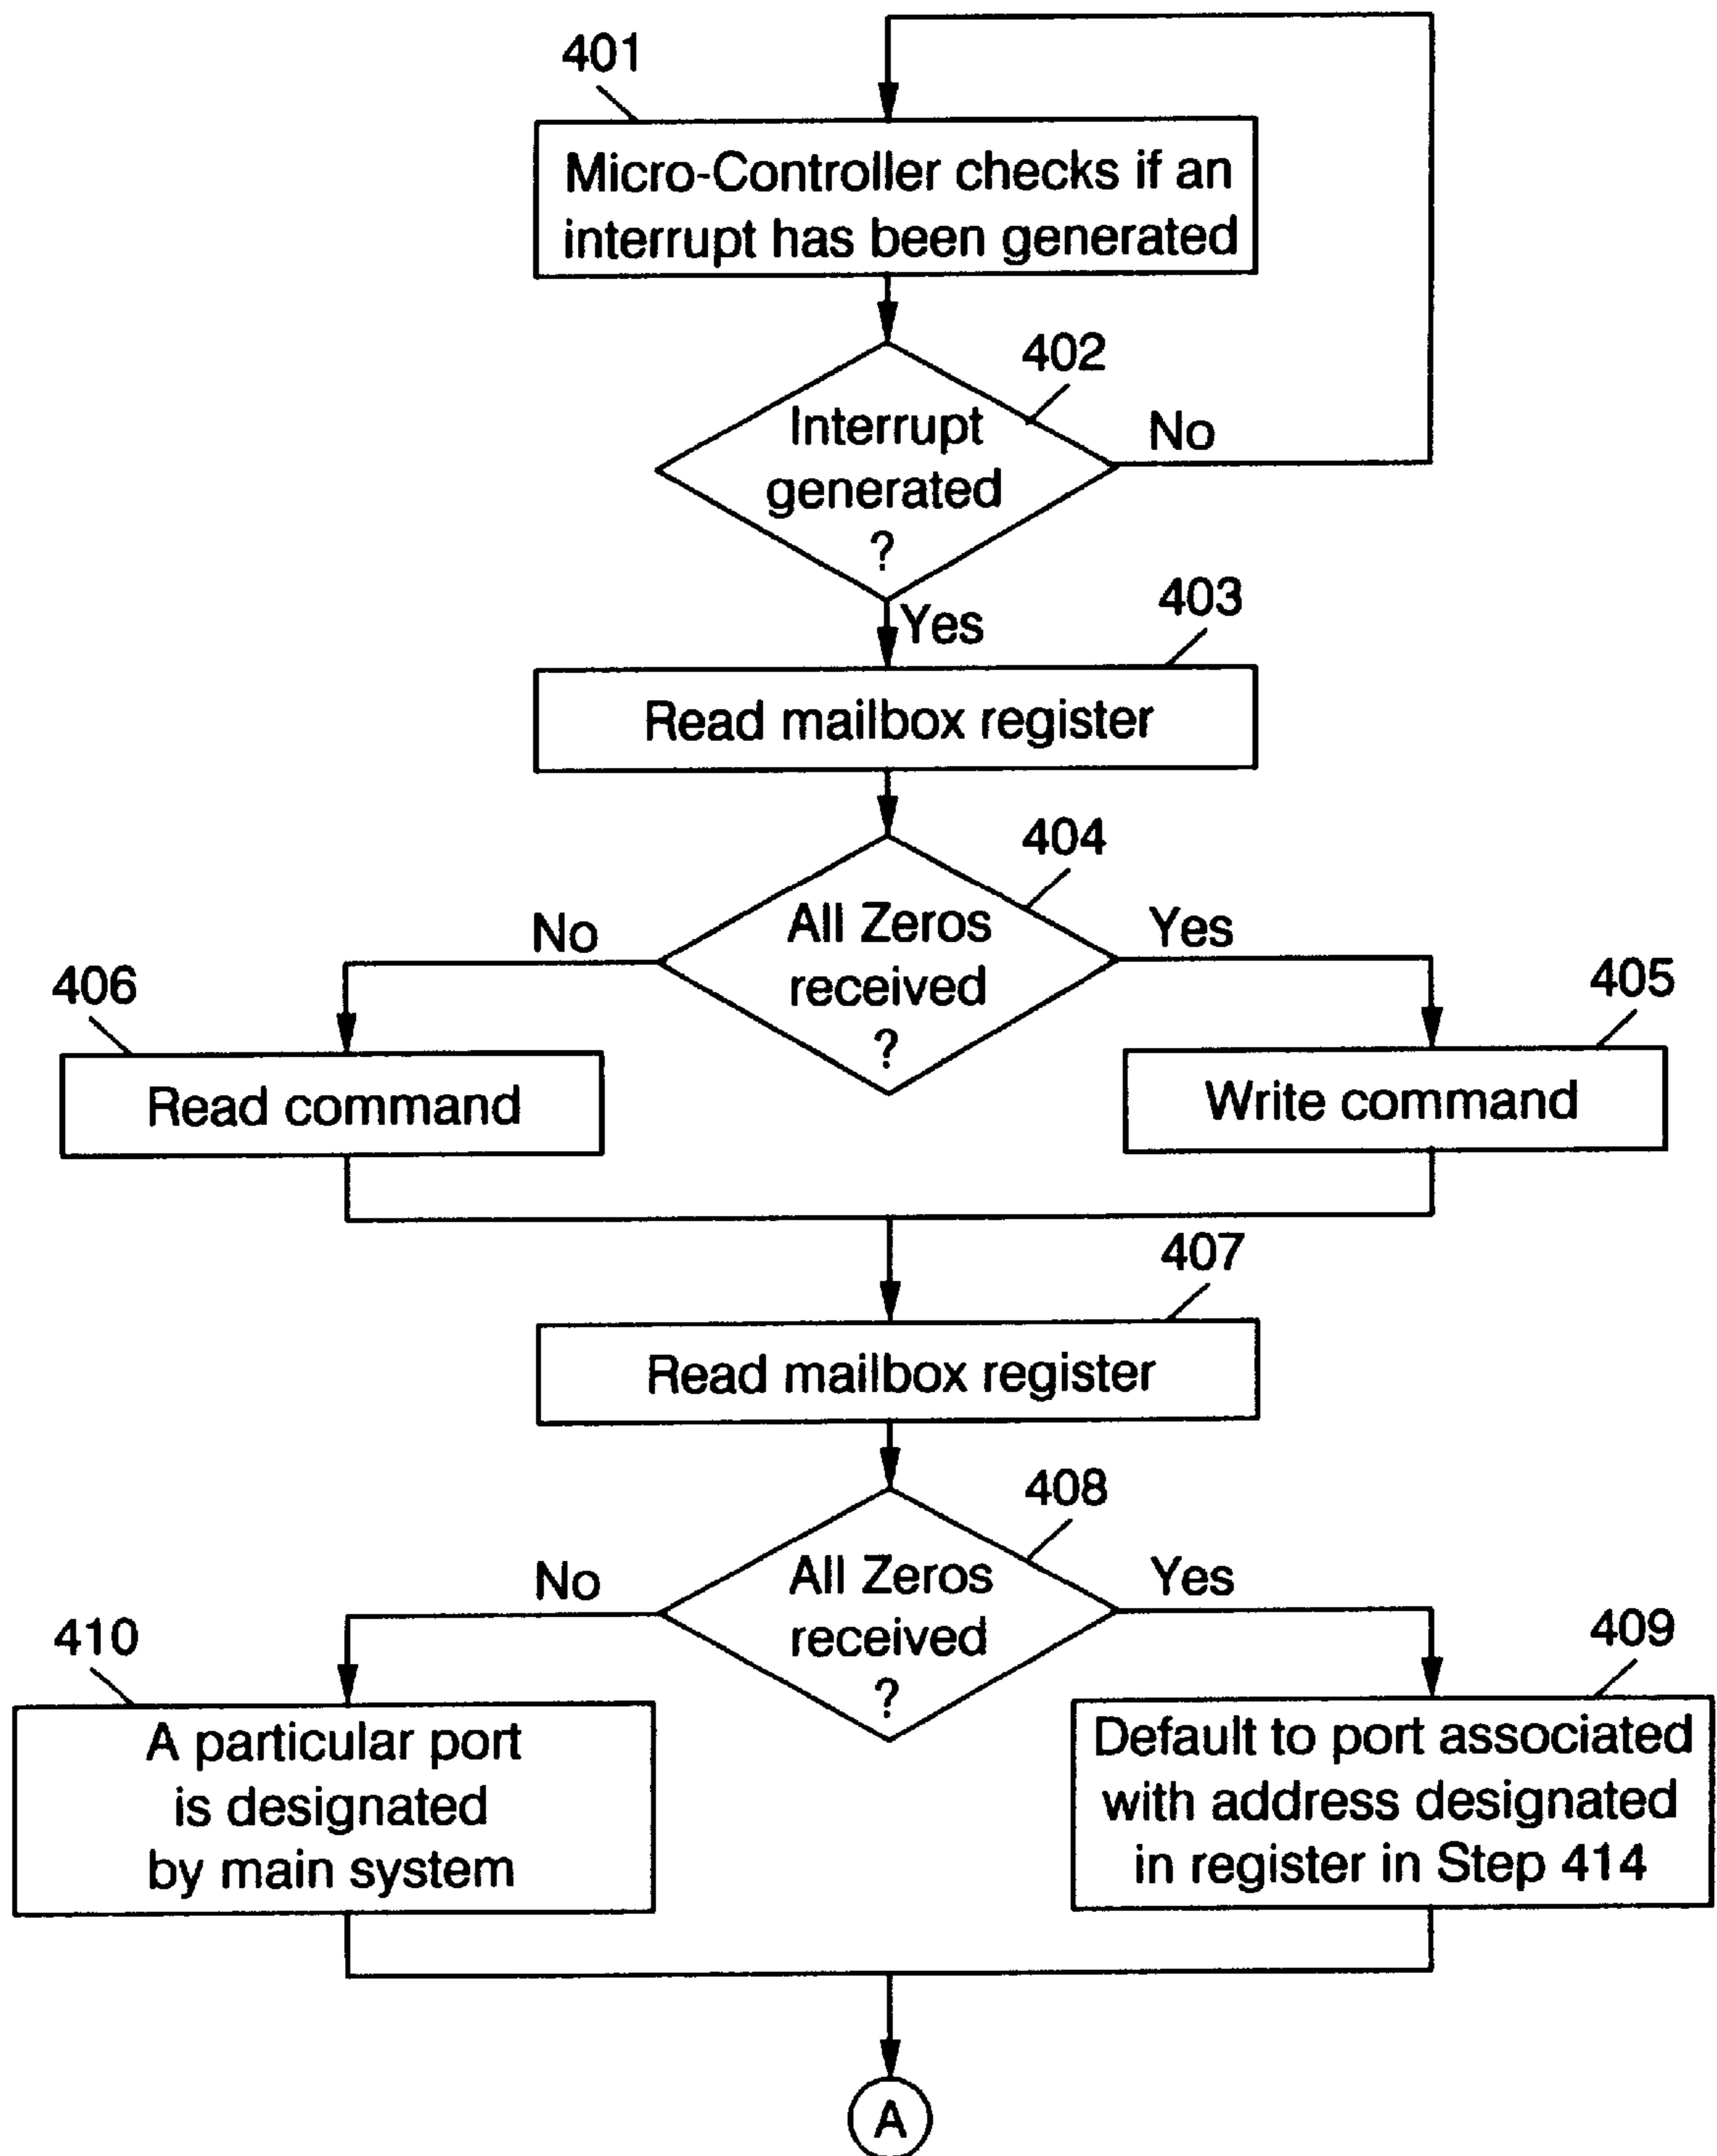 401
Micro-Controller checks if an
interrupt has been generated
402
Interrupt
generated
?
No
Yes
403
Read mailbox register
404
All Zeros
received
?
No
Yes
406
Read command
405
Write command
407
Read mailbox register
408
All Zeros
received
?
No
Yes
410
A particular port
is designated
by main system
409
Default to port associated
with address designated
in register in Step 414
A